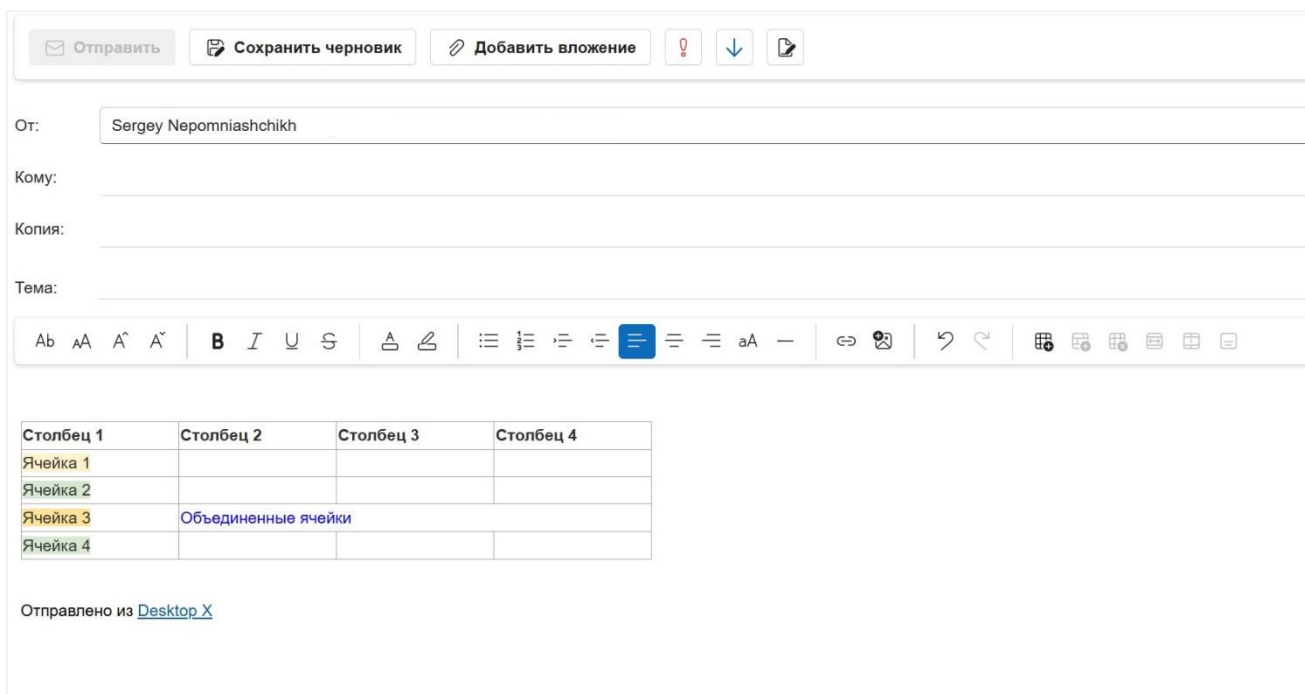 Отправить Сохранить черновик Добавить вложение
От: Sergey Nepomniashchikh
Кому:
Копия:
Тема:
Ab AA A A B I U S A aA
Столбец 1 Столбец 2 Столбец 3 Столбец 4
Ячейка 1
Ячейка 2
Ячейка 3 Объединенные ячейки
Ячейка 4
Отправлено из Desktop X